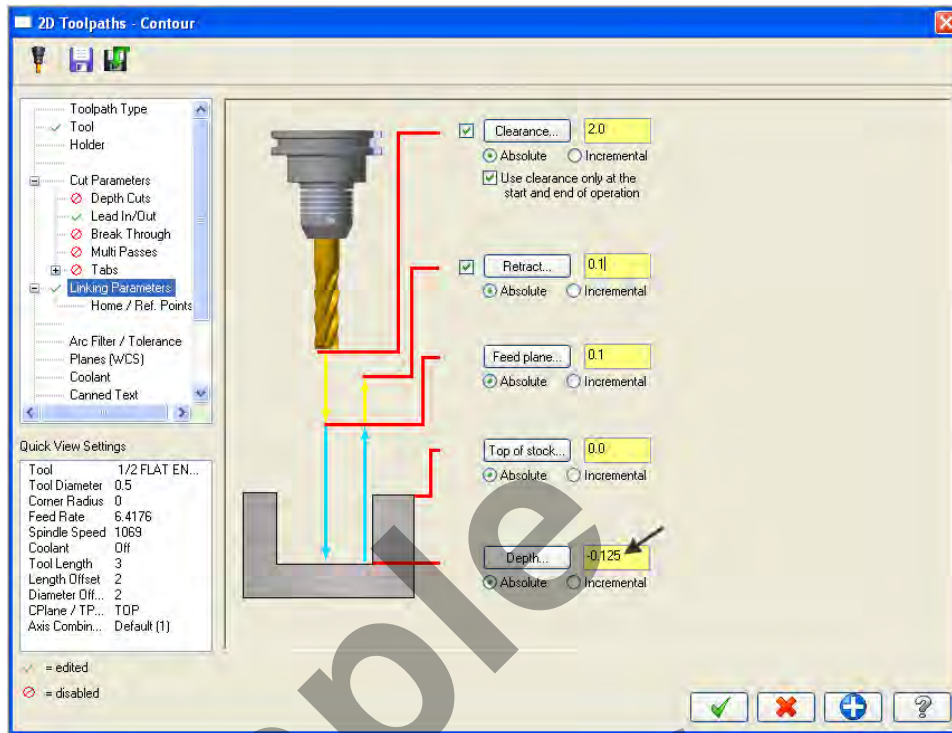 2D Toolpaths - Contour
Toolpath Type
Tool
Holder
Cut Parameters
Depth Cuts
Lead In/Out
Break Through
Multi Passes
Tabs
Linking Parameters
Home / Ref. Points
Arc Filter / Tolerance
Planes (WCS)
Coolant
Canned Text
Quick View Settings
Tool 1/2 FLAT EN...
Tool Diameter 0.5
Corner Radius 0
Feed Rate 6.4176
Spindle Speed 1069
Coolant Off
Tool Length 3
Length Offset 2
Diameter Off... 2
CPlane / TP... TOP
Axis Combin... Default (1)
= edited
= disabled
Clearance... 2.0
Absolute Incremental
Use clearance only at the
start and end of operation
Retract... 0.1
Absolute Incremental
Feed plane... 0.1
Absolute Incremental
Top of stock... 0.0
Absolute Incremental
Depth... -0.125
Absolute Incremental